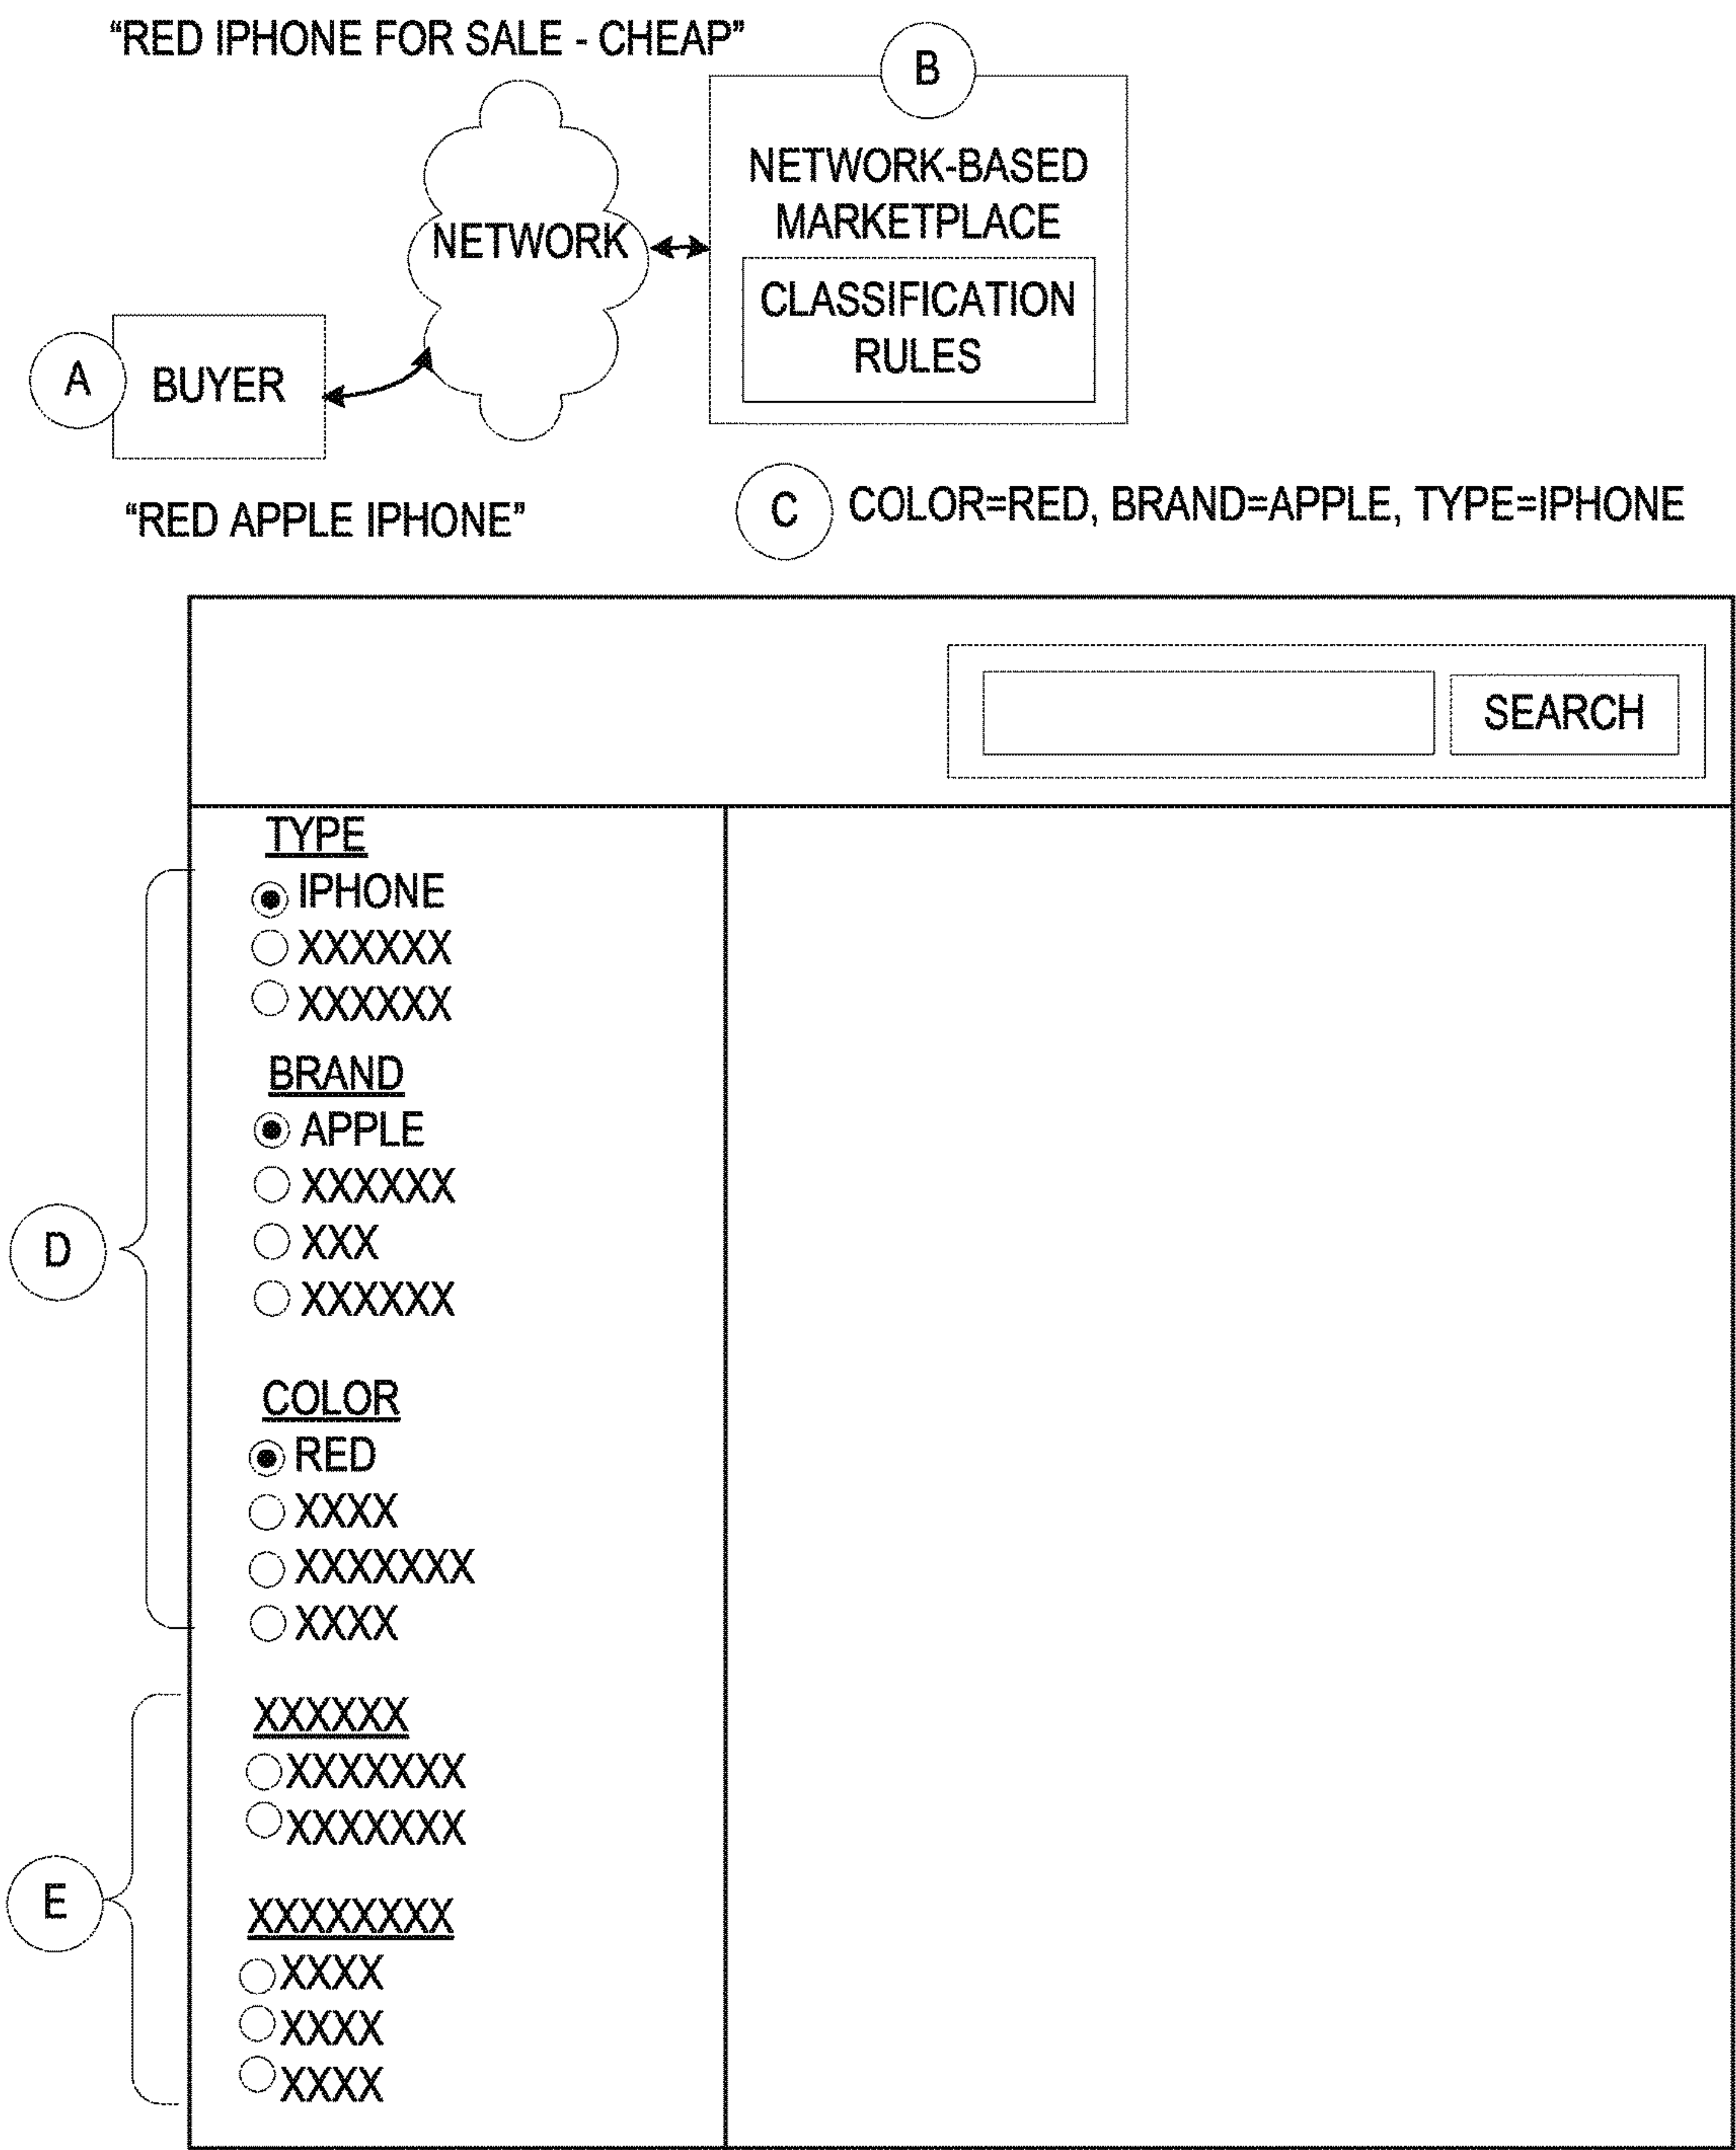 “RED IPHONE FOR SALE - CHEAP”
B
NETWORK-BASED
MARKETPLACE
NETWORK
CLASSIFICATION
RULES
A
BUYER
“RED APPLE IPHONE”
C
COLOR=RED, BRAND=APPLE, TYPE=IPHONE
SEARCH
TYPE
IPHONE
XXXXXX
XXXXXX
BRAND
APPLE
XXXXXX
XXX
XXXXXX
D
COLOR
RED
XXXX
XXXXXXX
XXXX
XXXXXX
XXXXXXX
XXXXXXX
E
XXXXXXXX
XXXX
XXXX
XXXX